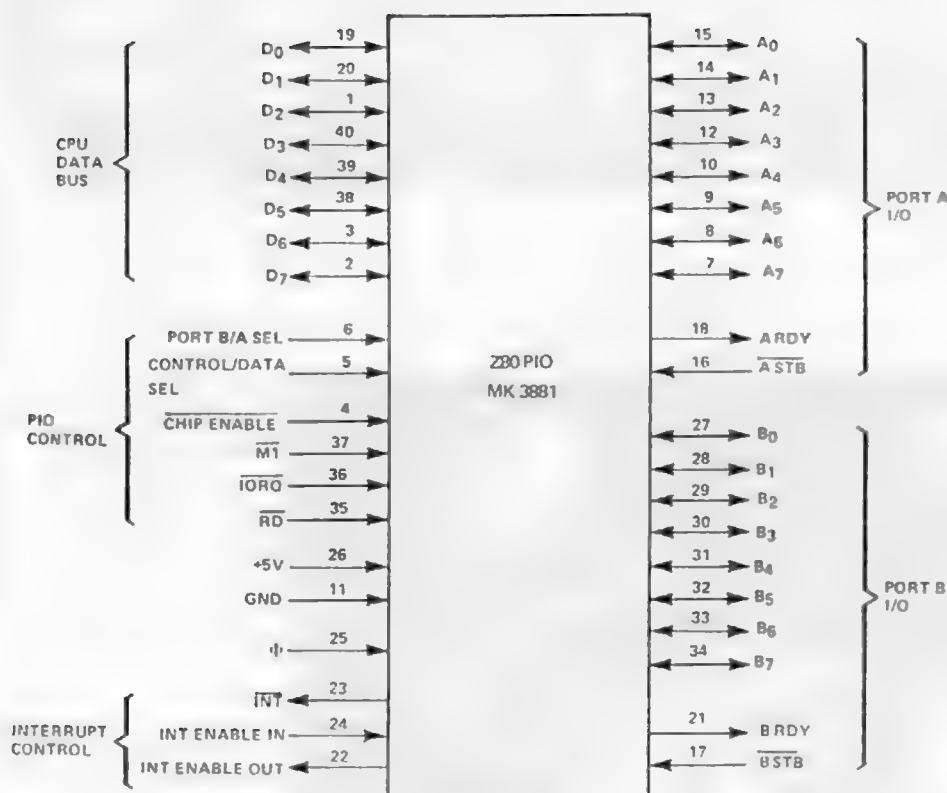 CPU
DATA
BUS
D0 19
D1 20
D2 1
D3 40
D4 39
D5 38
D6 3
D7 2
PIO
CONTROL
PORT B/A SEL 6
CONTROL/DATA 5
SEL
CHIP ENABLE 4
M1 37
IORQ 36
RD 35
+5V 26
GND 11
Φ 25
INTERRUPT
CONTROL
INT 23
INT ENABLE IN 24
INT ENABLE OUT 22
Z80 PIO
MK 3881
15 A0
14 A1
13 A2
12 A3
10 A4
9 A5
8 A6
7 A7
18 ARDY
16 ASTB
PORT A
I/O
27 B0
28 B1
29 B2
30 B3
31 B4
32 B5
33 B6
34 B7
21 BRDY
17 BSTB
PORT B
I/O